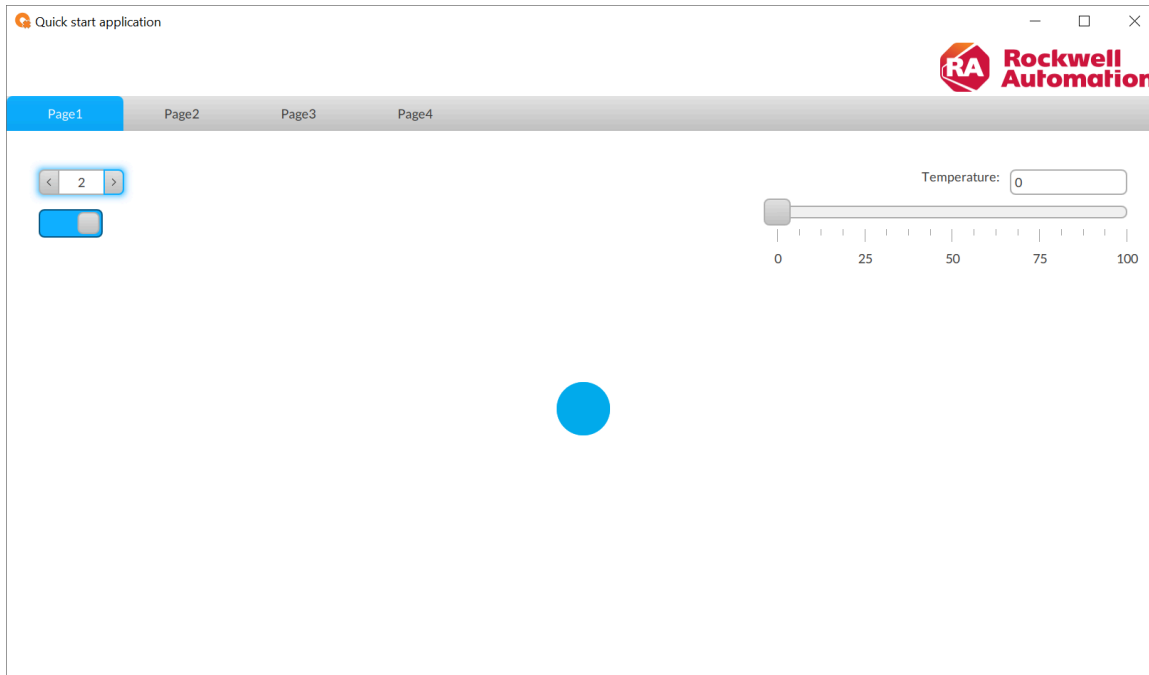 Quick start application
RA Rockwell
Automation
Page1 Page2 Page3 Page4
< 2 >
Temperature: 0
0 25 50 75 100